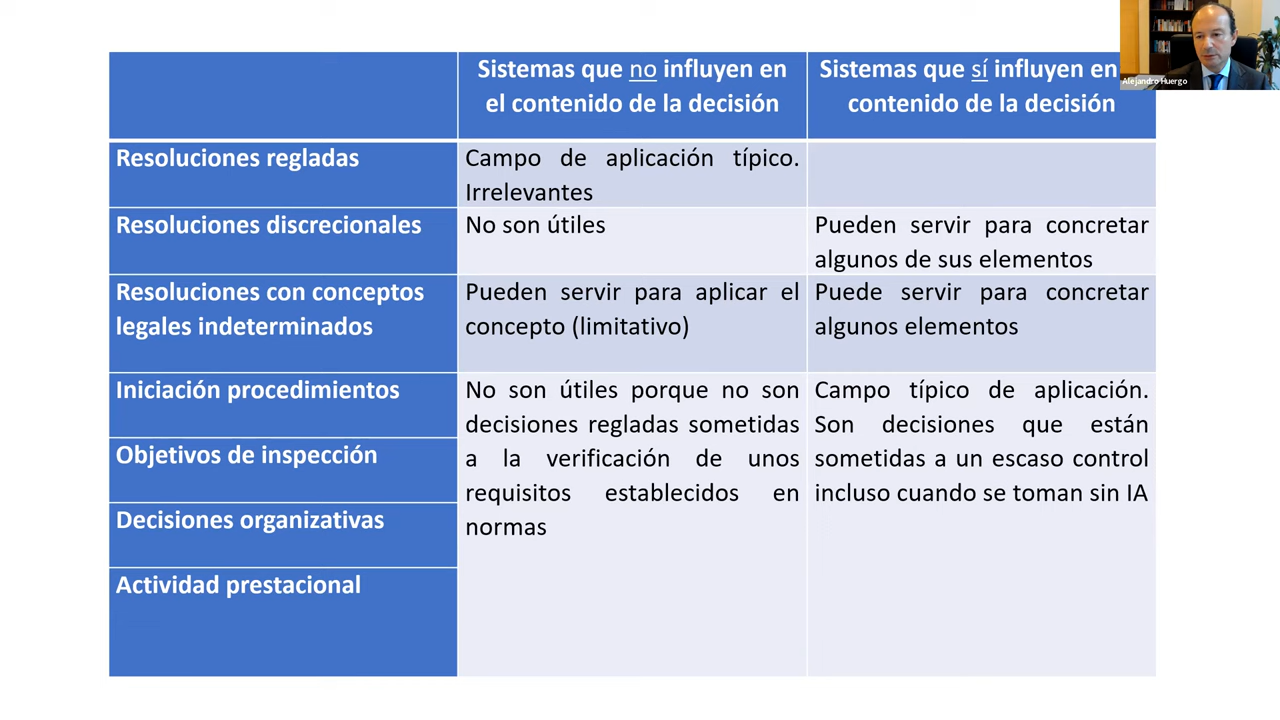 Sistemas que no influyen en
el contenido de la decisión
Sistemas que sí influyen en
contenido de la decisión
Alejandro Huergo
Resoluciones regladas
Campo de aplicación típico.
Irrelevantes
Resoluciones discrecionales
No son útiles
Pueden servir para concretar
algunos de sus elementos
Resoluciones con conceptos
legales indeterminados
Pueden servir para aplicar el
concepto (limitativo)
Puede servir para concretar
algunos elementos
Iniciación procedimientos
Objetivos de inspección
Decisiones organizativas
Actividad prestacional
No son útiles porque no son
decisiones regladas sometidas
a la verificación de unos
requisitos establecidos en
normas
Campo típico de aplicación.
Son decisiones que están
sometidas a un escaso control
incluso cuando se toman sin IA